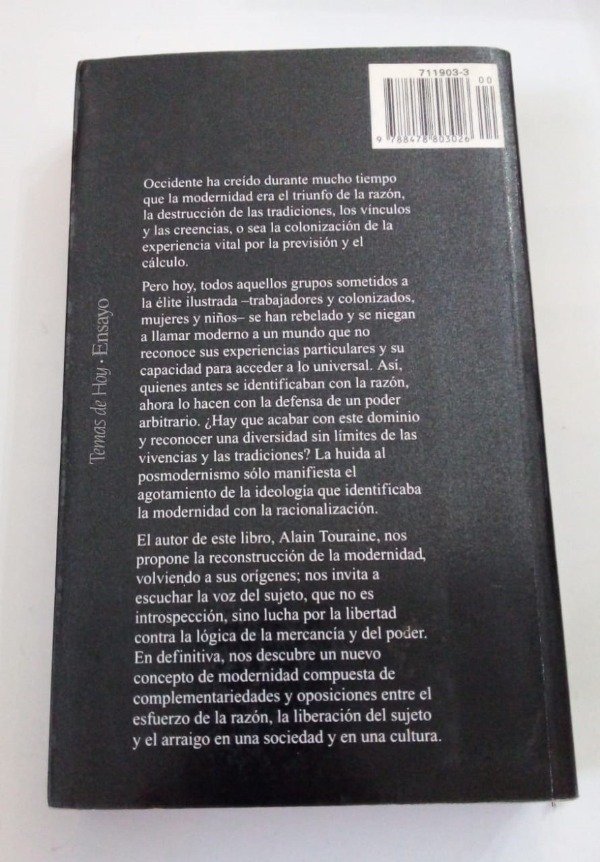 711903-3
00
9 788478 803026
Occidente ha creído durante mucho tiempo
que la modernidad era el triunfo de la razón,
la destrucción de las tradiciones, los vínculos
y las creencias, o sea la colonización de la
experiencia vital por la previsión y el
cálculo.
Pero hoy, todos aquellos grupos sometidos a
la élite ilustrada –trabajadores y colonizados,
mujeres y niños– se han rebelado y se niegan
a llamar moderno a un mundo que no
reconoce sus experiencias particulares y su
capacidad para acceder a lo universal. Así,
quienes antes se identificaban con la razón,
ahora lo hacen con la defensa de un poder
arbitrario. ¿Hay que acabar con este dominio
y reconocer una diversidad sin límites de las
vivencias y las tradiciones? La huida al
posmodernismo sólo manifiesta el
agotamiento de la ideología que identificaba
la modernidad con la racionalización.
El autor de este libro, Alain Touraine, nos
propone la reconstrucción de la modernidad,
volviendo a sus orígenes; nos invita a
escuchar la voz del sujeto, que no es
introspección, sino lucha por la libertad
contra la lógica de la mercancía y del poder.
En definitiva, nos descubre un nuevo
concepto de modernidad compuesta de
complementariedades y oposiciones entre el
esfuerzo de la razón, la liberación del sujeto
y el arraigo en una sociedad y en una cultura.
Temas de Hoy · Ensayo